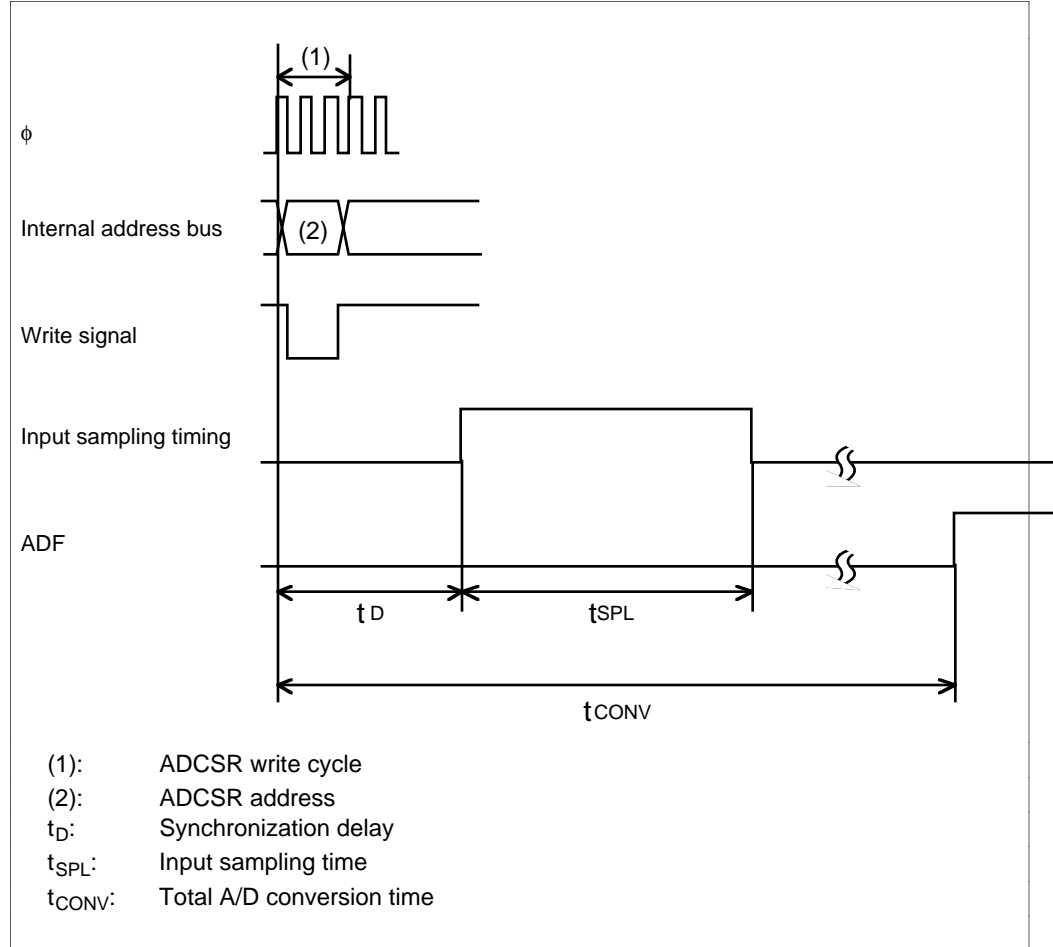 (1)
ϕ
Internal address bus
(2)
Write signal
Input sampling timing
ADF
tD
tSPL
tCONV
(1): ADCSR write cycle
(2): ADCSR address
tD: Synchronization delay
tSPL: Input sampling time
tCONV: Total A/D conversion time